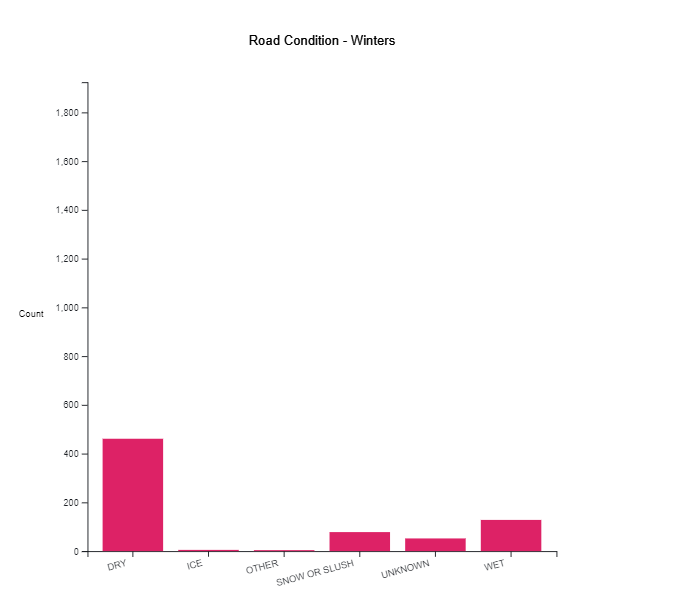 Road Condition - Winters
1,800
1,600
1,400
1,200
1,000
Count
800
600
400
200
0
DRY
ICE
OTHER
SNOW OR SLUSH
UNKNOWN
WET